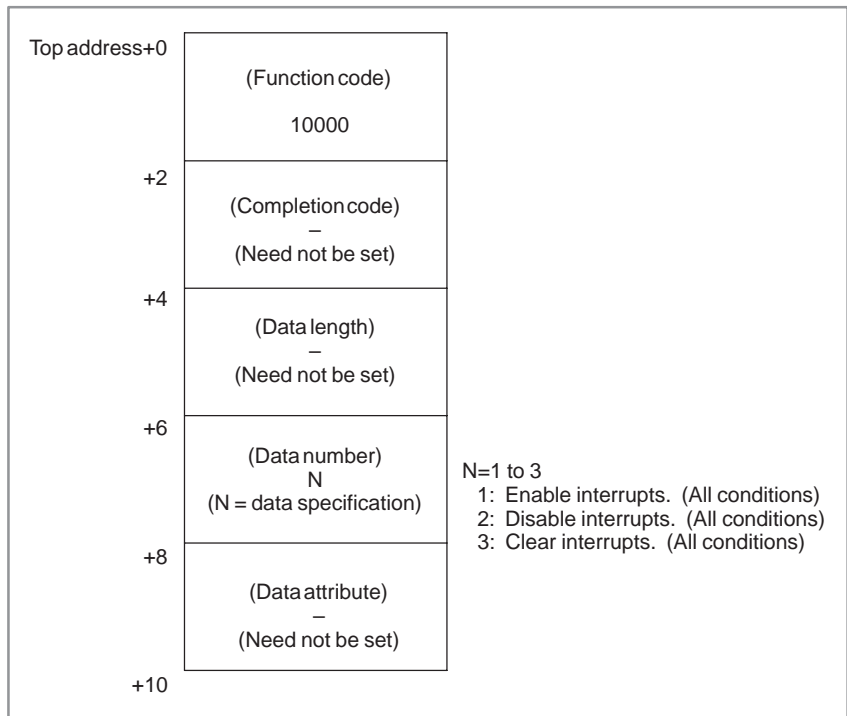 Top address+0
(Function code)
10000
+2
(Completion code)
–
(Need not be set)
+4
(Data length)
–
(Need not be set)
+6
(Data number)
N
(N = data specification)
N=1 to 3
1: Enable interrupts. (All conditions)
2: Disable interrupts. (All conditions)
3: Clear interrupts. (All conditions)
+8
(Data attribute)
–
(Need not be set)
+10